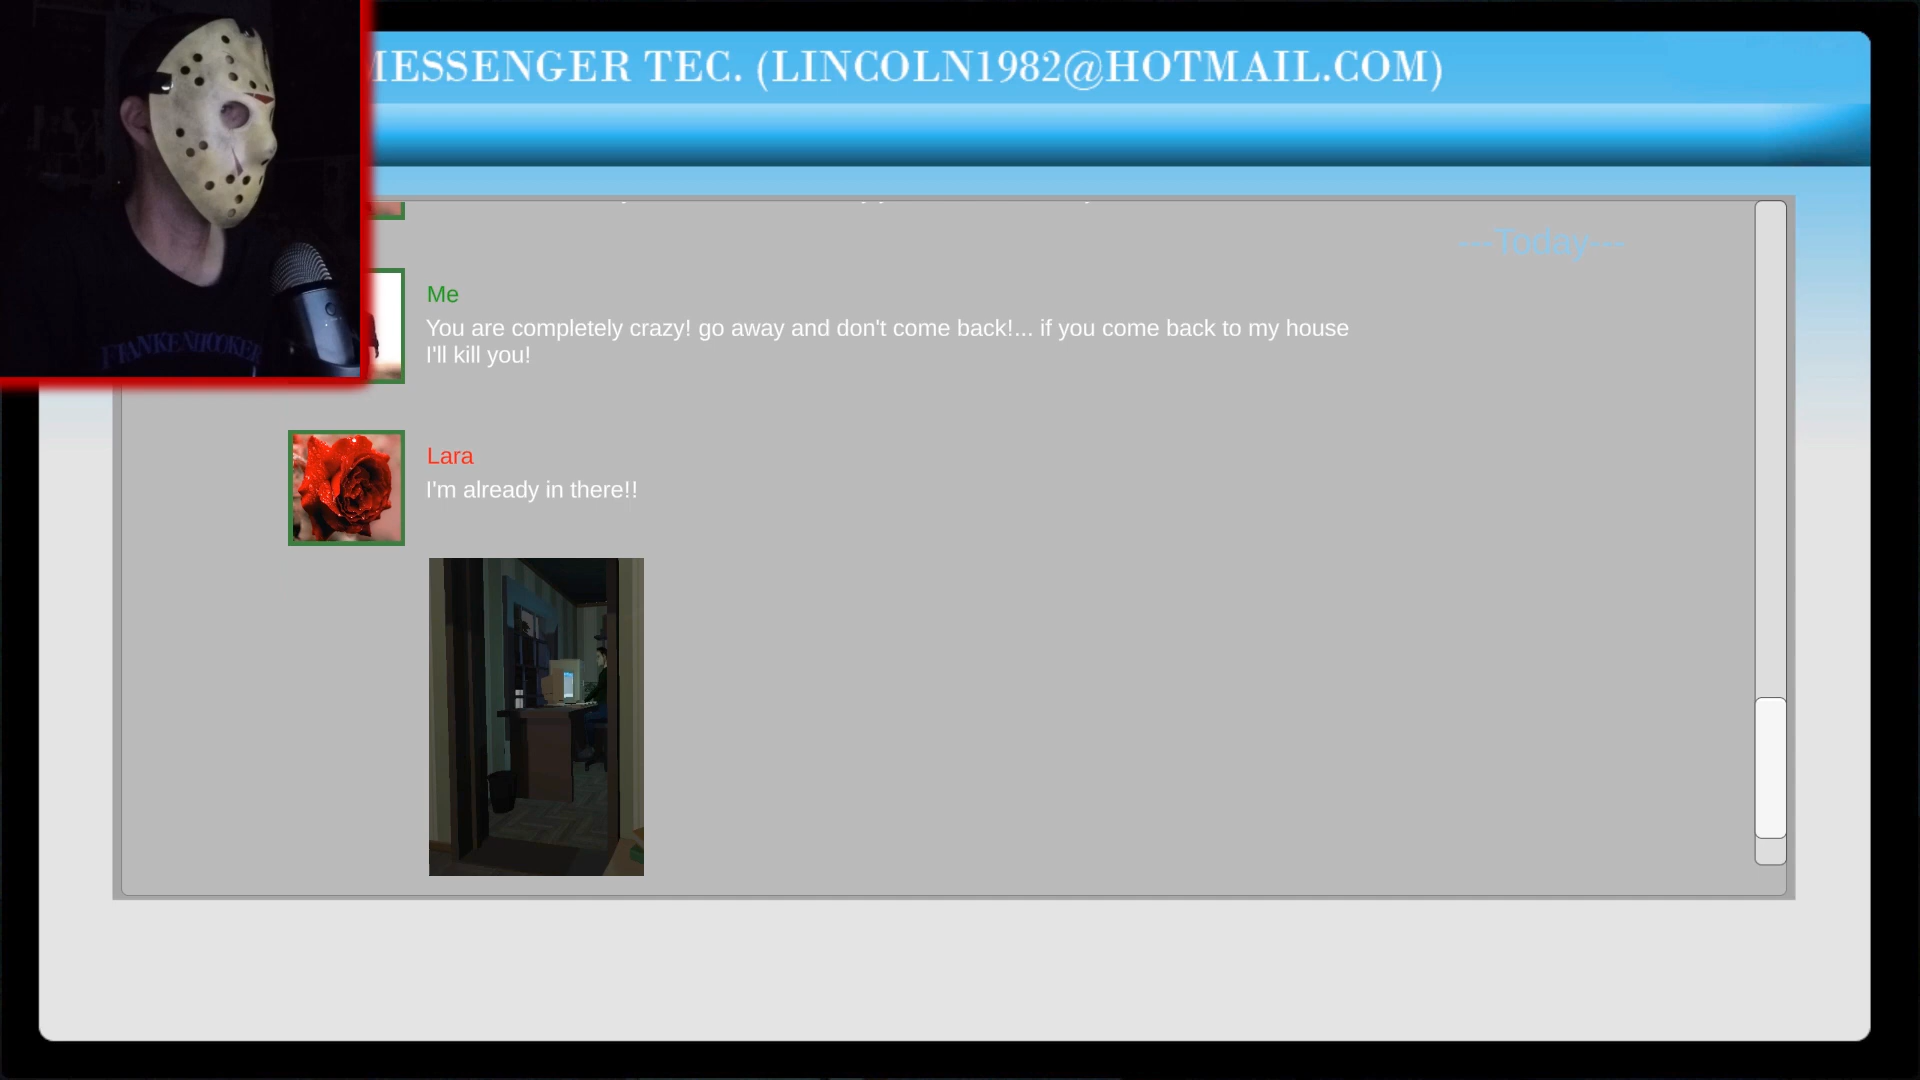 MESSENGER TEC. (LINCOLN1982@HOTMAIL.COM)
---Today---
Me
You are completely crazy! go away and don't come back!... if you come back to my house
I'll kill you!
Lara
I'm already in there!!
FRANKENHOOKER